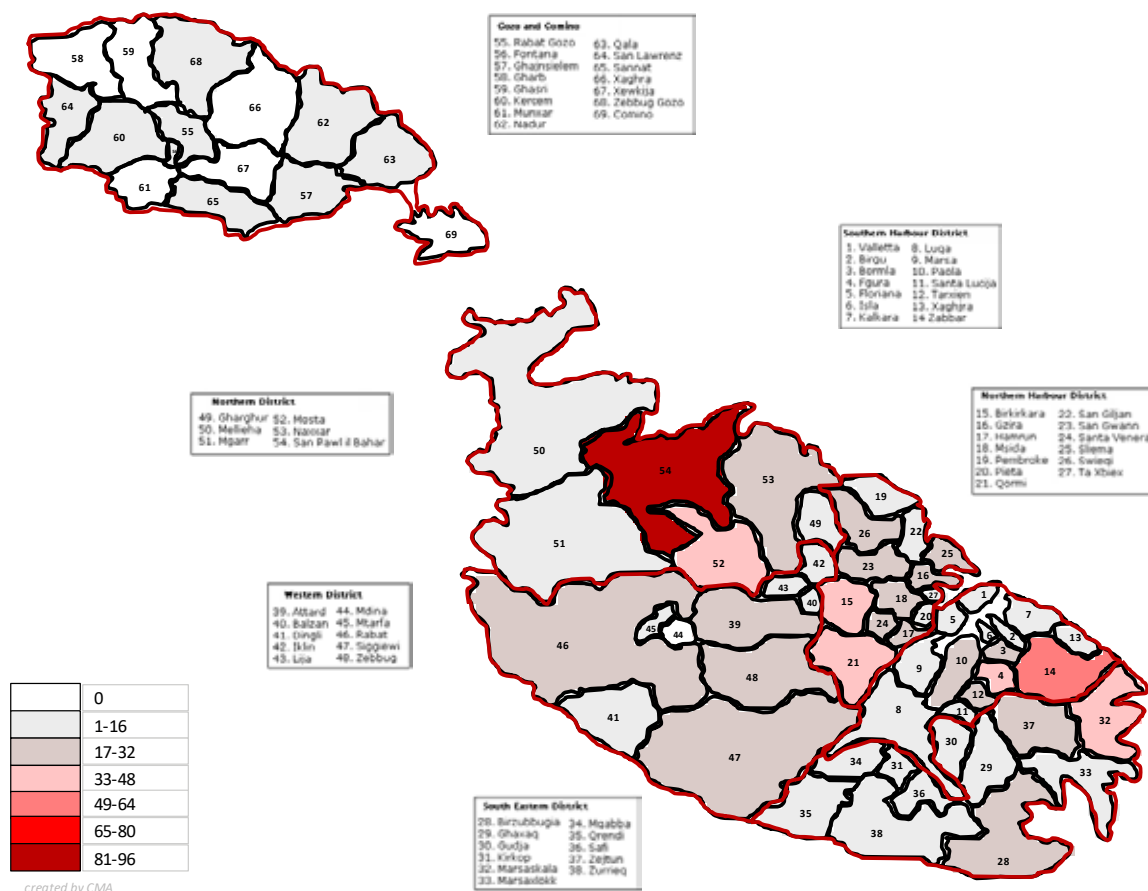 Gozo and Comino
55. Rabat Gozo 63. Qala
56. Fontana 64. San Lawrenz
57. Ghajnsielem 65. Sannat
58. Gharb 66. Xaghra
59. Ghasri 67. Xewkija
60. Kercem 68. Zebbug Gozo
61. Munxar 69. Comino
62. Nadur
59
58
68
66
64
62
55
60
63
67
61
57
65
69
Southern Harbour District
1. Valletta 8. Luqa
2. Birgu 9. Marsa
3. Bormla 10. Paola
4. Fgura 11. Santa Lucija
5. Floriana 12. Tarxien
6. Isla 13. Xaghjra
7. Kalkara 14 Zabbar
Northern District
49. Gharghur 52. Mosta
50. Mellieha 53. Naxxar
51. Mgarr 54. San Pawl il Bahar
Northern Harbour District
15. Birkirkara 22. San Giljan
16. Gzira 23. San Gwann
17. Hamrun 24. Santa Venera
18. Msida 25. Sliema
19. Pembroke 26. Swieqi
20. Pieta 27. Ta Xbiex
21. Qormi
50
54
53
19
49
22
26
51
25
52
42
23
16
43
15
18
27
40
1
20
7
39
24
5
45
44
17
6
2
13
46
3
21
10
9
14
4
48
12
32
41
8
11
37
30
47
34
31
29
33
36
35
38
28
Western District
39. Attard 44. Mdina
40. Balzan 45. Mtarfa
41. Dingli 46. Rabat
42. Iklin 47. Siggiewi
43. Lija 48. Zebbug
0
1-16
17-32
33-48
49-64
65-80
81-96
South Eastern District
28. Birzubbugia 34. Mqabba
29. Ghaxaq 35. Qrendi
30. Gudja 36. Safi
31. Kirkop 37. Zejtun
32. Marsaskala 38. Zurrieq
33. Marsaxlokk
created by CMA